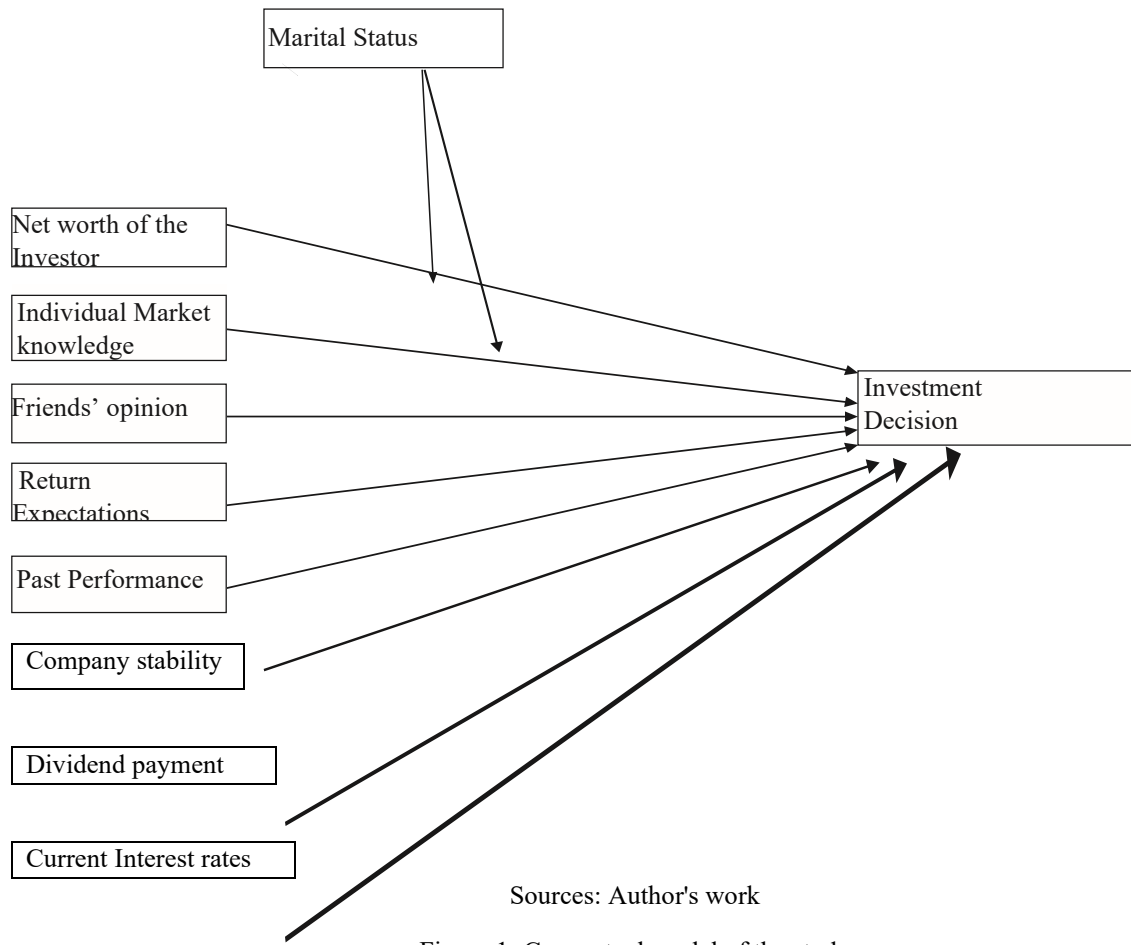 Marital Status
Net worth of the
Investor
Individual Market
knowledge
Friends’ opinion
Return
Expectations
Past Performance
Company stability
Dividend payment
Current Interest rates
Investment
Decision
Sources: Author's work
Figure 1: Conceptual model of the study